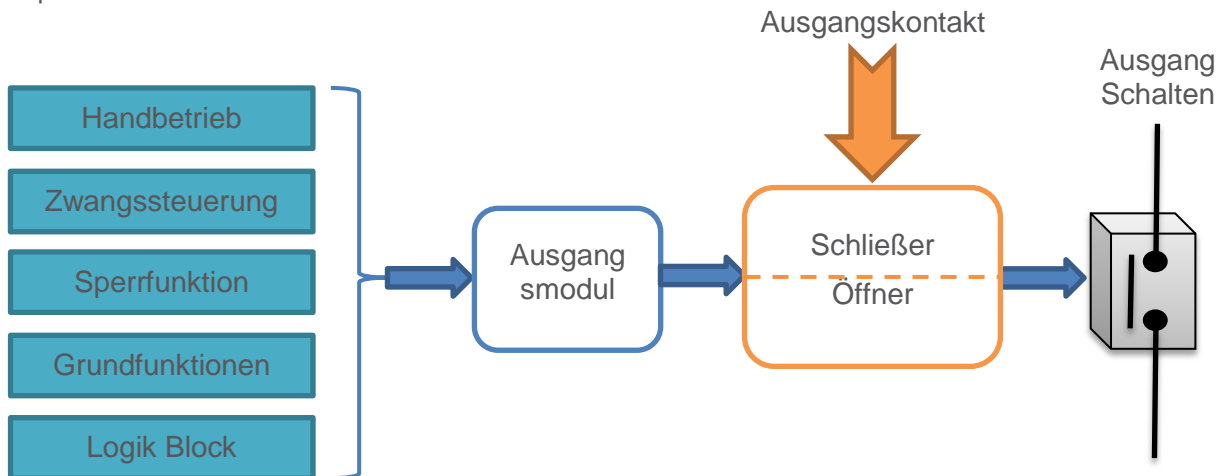 Ausgangskontakt
Ausgang
Schalten
Handbetrieb
Zwangssteuerung
Sperrfunktion
Grundfunktionen
Logik Block
Ausgang
smodul
Schließer
Öffner